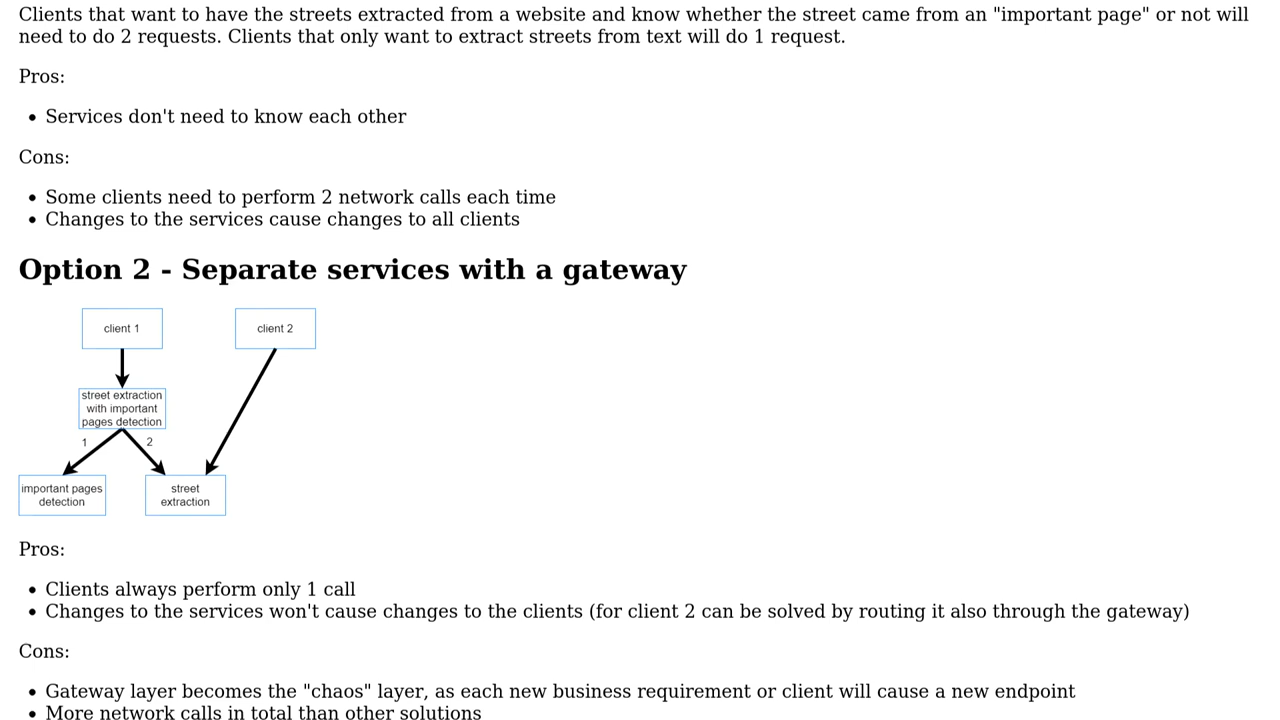 Clients that want to have the streets extracted from a website and know whether the street came from an "important page" or not will
need to do 2 requests. Clients that only want to extract streets from text will do 1 request.
Pros:
• Services don't need to know each other
Cons:
• Some clients need to perform 2 network calls each time
• Changes to the services cause changes to all clients
Option 2 - Separate services with a gateway
client 1
client 2
street extraction
with important
pages detection
1
2
important pages
detection
street
extraction
Pros:
• Clients always perform only 1 call
• Changes to the services won't cause changes to the clients (for client 2 can be solved by routing it also through the gateway)
Cons:
• Gateway layer becomes the "chaos" layer, as each new business requirement or client will cause a new endpoint
• More network calls in total than other solutions